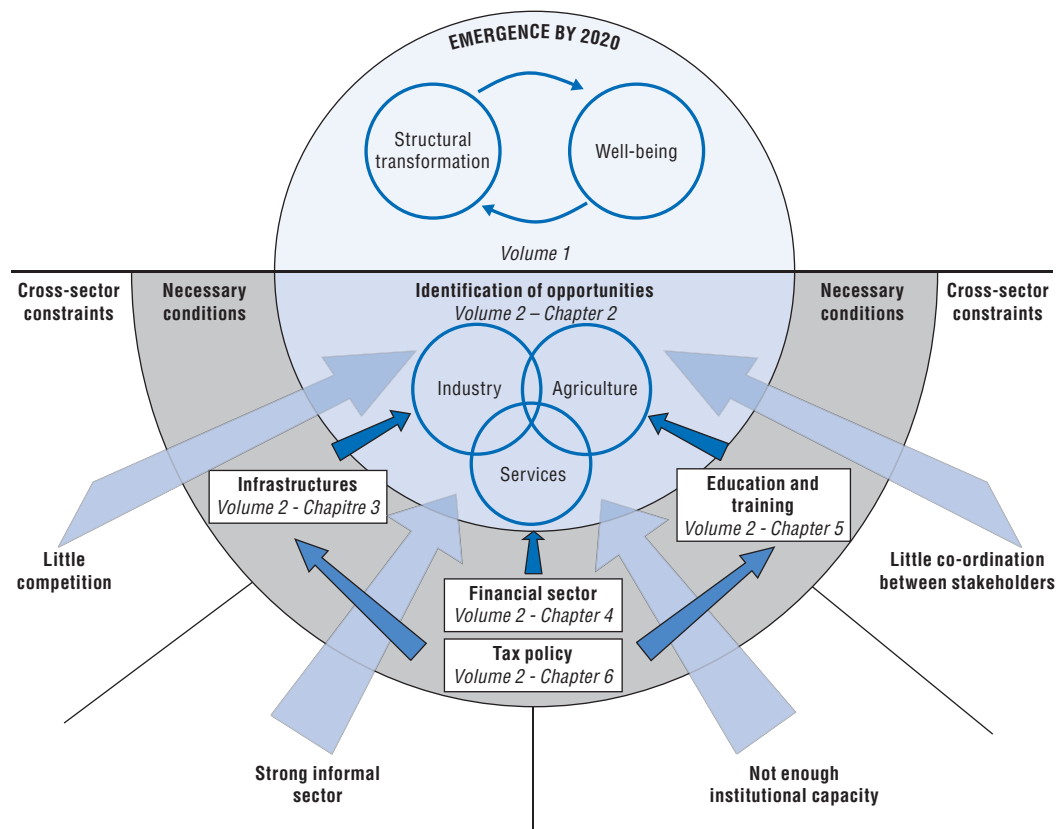 EMERGENCE BY 2020
Structural
transformation
Well-being
Volume 1
Cross-sector
constraints
Necessary
conditions
Identification of opportunities
Volume 2 – Chapter 2
Necessary
conditions
Cross-sector
constraints
Industry
Agriculture
Services
Infrastructures
Volume 2 - Chapitre 3
Education and
training
Volume 2 - Chapter 5
Little
competition
Little co-ordination
between stakeholders
Financial sector
Volume 2 - Chapter 4
Tax policy
Volume 2 - Chapter 6
Strong informal
sector
Not enough
institutional capacity